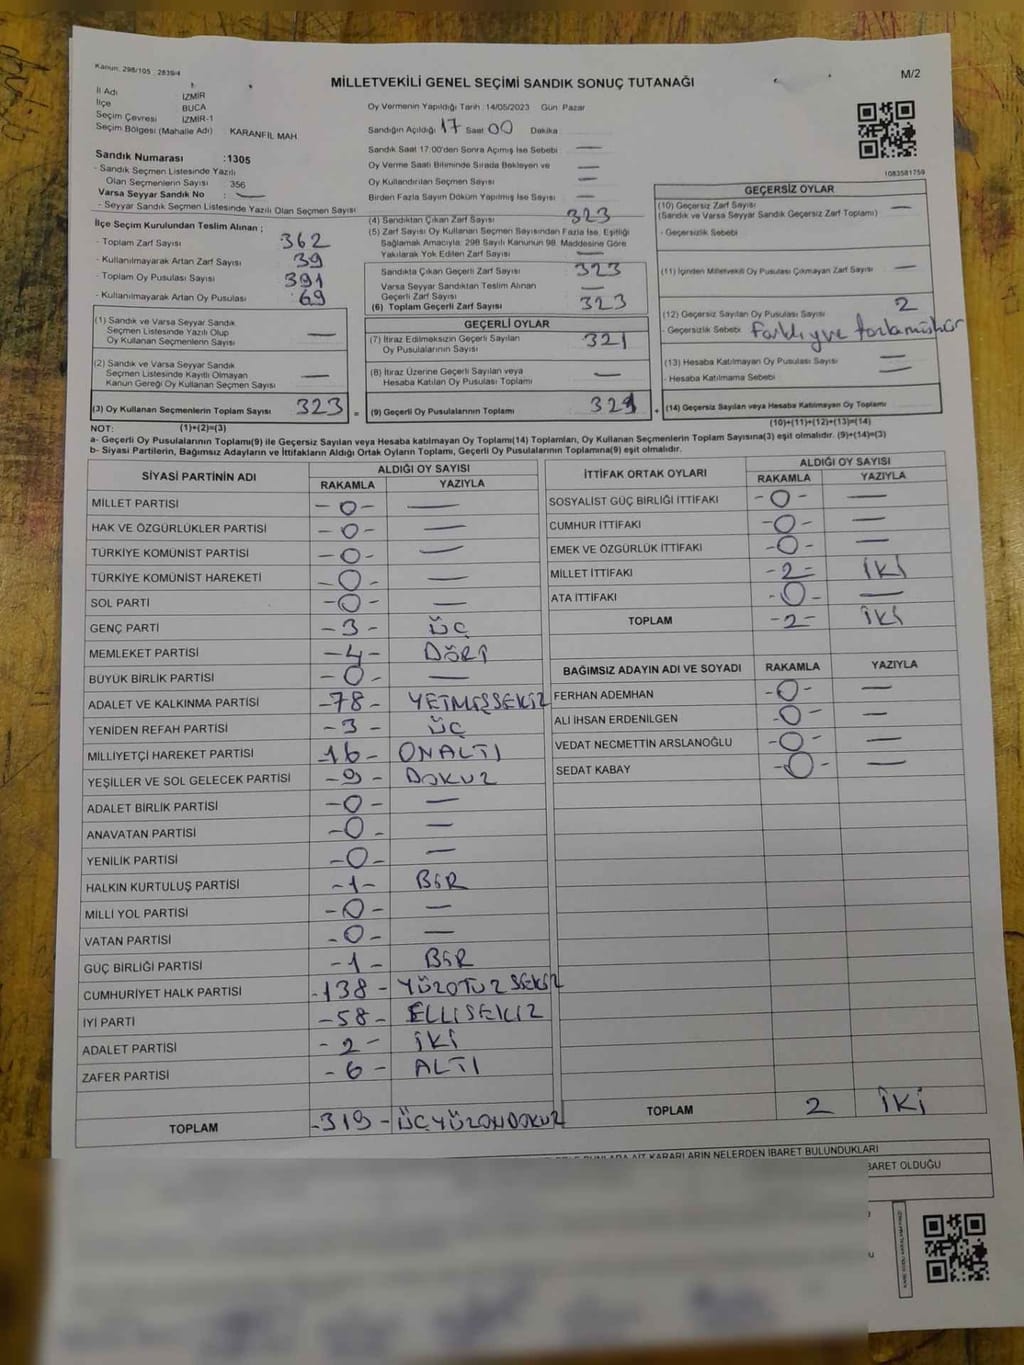 Kanun: 298/105 2839/4
MİLLETVEKİLİ GENEL SEÇİMİ SANDIK SONUÇ TUTANAĞI
M/2
İl Adı : İZMİR
İlçe : BUCA
Seçim Çevresi : İZMİR-1
Seçim Bölgesi (Mahalle Adı) : KARANFİL MAH.
Sandık Numarası :1305
- Sandık Seçmen Listesinde Yazılı
Olan Seçmenlerin Sayısı : 356
Varsa Seyyar Sandık No : —
- Seyyar Sandık Seçmen Listesinde Yazılı Olan Seçmen Sayısı
Oy Vermenin Yapıldığı Tarih :14/05/2023 Gün Pazar
Sandığın Açıldığı 17 Saat 00 Dakika
Sandık Saat 17:00'den Sonra Açımış İse Sebebi —
Oy Verme Saati Bitiminde Sırada Bekleyen ve —
Oy Kullandırılan Seçmen Sayısı —
Birden Fazla Sayım Döküm Yapılmış İse Sayısı —
1083581759
İlçe Seçim Kurulundan Teslim Alınan ;
- Toplam Zarf Sayısı : 362
- Kullanılmayarak Artan Zarf Sayısı : 39
- Toplam Oy Pusulası Sayısı : 391
- Kullanılmayarak Artan Oy Pusulası : 69
(1) Sandık ve Varsa Seyyar Sandık
Seçmen Listesinde Yazılı Olup
Oy Kullanan Seçmenlerin Sayısı —
(2) Sandık ve Varsa Seyyar Sandık
Seçmen Listesinde Kayıtlı Olmayan
Kanun Gereği Oy Kullanan Seçmen Sayısı —
(3) Oy Kullanan Seçmenlerin Toplam Sayısı 323 =
(1)+(2)=(3)
(4) Sandıktan Çıkan Zarf Sayısı 323
(5) Zarf Sayısı Oy Kullanan Seçmen Sayısından Fazla İse, Eşitliği
Sağlamak Amacıyla; 298 Sayılı Kanunun 98. Maddesine Göre
Yakılarak Yok Edilen Zarf Sayısı —
Sandıkta Çıkan Geçerli Zarf Sayısı 323
Varsa Seyyar Sandıktan Teslim Alınan
Geçerli Zarf Sayısı —
(6) Toplam Geçerli Zarf Sayısı 323
GEÇERLİ OYLAR
(7) İtiraz Edilmeksizin Geçerli Sayılan
Oy Pusulalarının Sayısı 321
(8) İtiraz Üzerine Geçerli Sayılan veya
Hesaba Katılan Oy Pusulası Toplamı —
(9) Geçerli Oy Pusulalarının Toplamı 321 +
GEÇERSİZ OYLAR
(10) Geçersiz Zarf Sayısı —
(Sandık ve Varsa Seyyar Sandık Geçersiz Zarf Toplamı)
- Geçersizlik Sebebi
(11) İçinden Milletvekili Oy Pusulası Çıkmayan Zarf Sayısı —
(12) Geçersiz Sayılan Oy Pusulası Sayısı 2
- Geçersizlik Sebebi
(13) Hesaba Katılmayan Oy Pusulası Sayısı —
- Hesaba Katılmama Sebebi —
(14) Geçersiz Sayılan veya Hesaba Katılmayan Oy Toplamı
(10)+(11)+(12)+(13)=(14)
NOT:
a- Geçerli Oy Pusulalarının Toplamı(9) ile Geçersiz Sayılan veya Hesaba katılmayan Oy Toplamı(14) Toplamları, Oy Kullanan Seçmenlerin Toplam Sayısına(3) eşit olmalıdır. (9)+(14)=(3)
b- Siyasi Partilerin, Bağımsız Adayların ve İttifakların Aldığı Ortak Oyların Toplamı, Geçerli Oy Pusulalarının Toplamına(9) eşit olmalıdır.
SİYASİ PARTİNİN ADI ALDIĞI OY SAYISI
RAKAMLA YAZIYLA
MİLLET PARTİSİ -0- —
HAK VE ÖZGÜRLÜKLER PARTİSİ -0- —
TÜRKİYE KOMÜNİST PARTİSİ -0- —
TÜRKİYE KOMÜNİST HAREKETİ -0- —
SOL PARTİ -0- —
GENÇ PARTİ -3- ÜÇ
MEMLEKET PARTİSİ -4- DÖRT
BÜYÜK BİRLİK PARTİSİ -0- —
ADALET VE KALKINMA PARTİSİ -78- YETMİŞSEKİZ
YENİDEN REFAH PARTİSİ -3- ÜÇ
MİLLİYETÇİ HAREKET PARTİSİ -16- ONALTI
YEŞİLLER VE SOL GELECEK PARTİSİ -9- DOKUZ
ADALET BİRLİK PARTİSİ -0- —
ANAVATAN PARTİSİ -0- —
YENİLİK PARTİSİ -0- —
HALKIN KURTULUŞ PARTİSİ -1- BİR
MİLLİ YOL PARTİSİ -0- —
VATAN PARTİSİ -0- —
GÜÇ BİRLİĞİ PARTİSİ -1- BİR
CUMHURİYET HALK PARTİSİ -138- YÜZOTUZSEKİZ
İYİ PARTİ -58- ELLİSEKİZ
ADALET PARTİSİ -2- İKİ
ZAFER PARTİSİ -6- ALTI
TOPLAM -319- ÜÇYÜZONDOKUZ
İTTİFAK ORTAK OYLARI ALDIĞI OY SAYISI
RAKAMLA YAZIYLA
SOSYALİST GÜÇ BİRLİĞİ İTTİFAKI -0- —
CUMHUR İTTİFAKI -0- —
EMEK VE ÖZGÜRLÜK İTTİFAKI -0- —
MİLLET İTTİFAKI -2- İKİ
ATA İTTİFAKI -0- —
TOPLAM -2- İKİ
BAĞIMSIZ ADAYIN ADI VE SOYADI RAKAMLA YAZIYLA
FERHAN ADEMHAN -0- —
ALİ İHSAN ERDENİLGEN -0- —
VEDAT NECMETTİN ARSLANOĞLU -0- —
SEDAT KABAY -0- —
TOPLAM 2 İKİ
KARARLARIN NELERDEN İBARET BULUNDUKLARI
BARET OLDUĞU